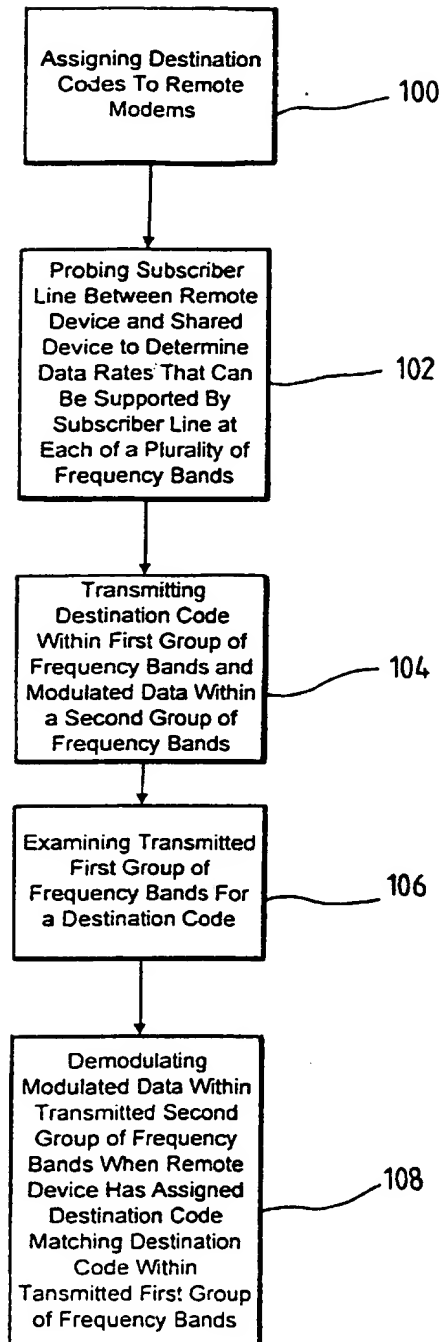 Assigning Destination
Codes To Remote
Modems
100
Probing Subscriber
Line Between Remote
Device and Shared
Device to Determine
Data Rates That Can
Be Supported By
Subscriber Line at
Each of a Plurality of
Frequency Bands
102
Transmitting
Destination Code
Within First Group of
Frequency Bands and
Modulated Data Within
a Second Group of
Frequency Bands
104
Examining Transmitted
First Group of
Frequency Bands For
a Destination Code
106
Demodulating
Modulated Data Within
Transmitted Second
Group of Frequency
Bands When Remote
Device Has Assigned
Destination Code
Matching Destination
Code Within
Tansmitted First Group
of Frequency Bands
108